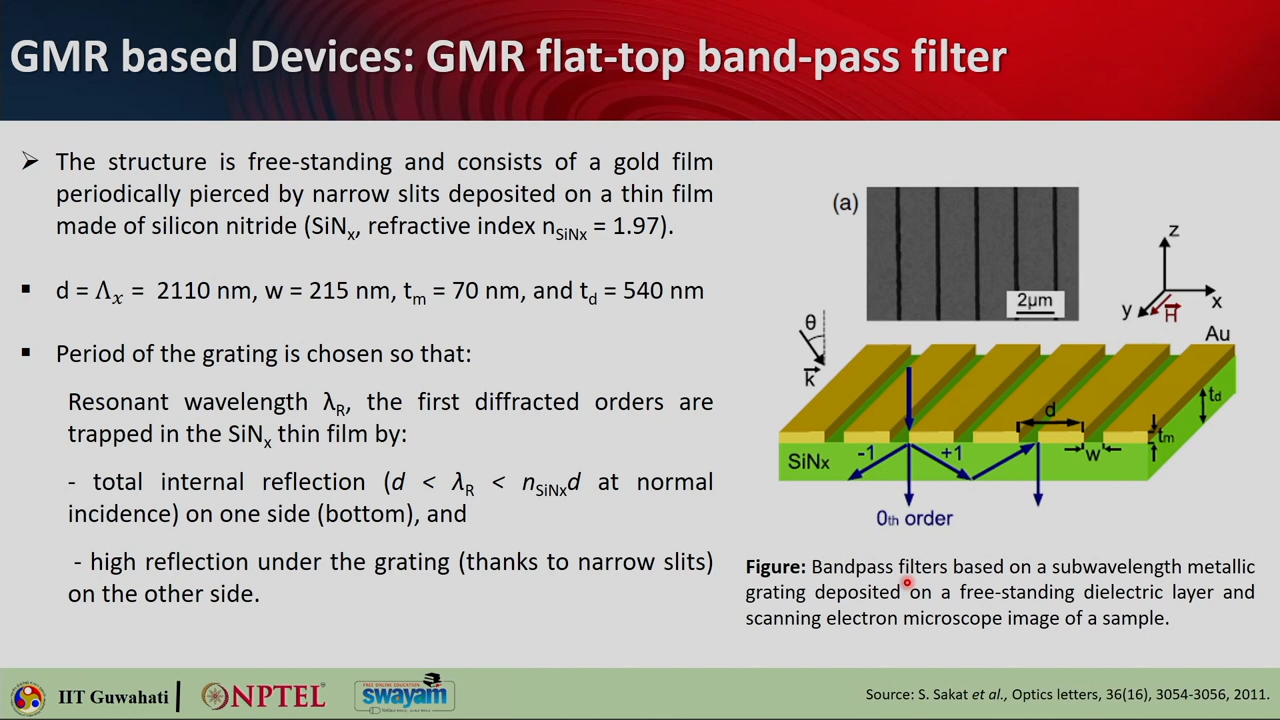 GMR based Devices: GMR flat-top band-pass filter
➢ The structure is free-standing and consists of a gold film
periodically pierced by narrow slits deposited on a thin film
made of silicon nritride (SiNx, refractive index nSiNx = 1.97).
▪ d = Λx = 2110 nm, w = 215 nm, tm = 70 nm, and td = 540 nm
▪ Period of the grating is chosen so that:
Resonant wavelength λR, the first diffracted orders are
trapped in the SiNx thin film by:
- total internal reflection (d < λR < nSiNxd at normal
incidence) on one side (bottom), and
- high reflection under the grating (thanks to narrow slits)
on the other side.
(a)
2μm
z
x
y
H
θ
k
Au
d
td
tm
w
-1
+1
SiNx
0th order
Figure: Bandpass filters based on a subwavelength metallic
grating deposited on a free-standing dielectric layer and
scanning electron microscope image of a sample.
IIT Guwahati
NPTEL
FREE ONLINE EDUCATION
swayam
Source: S. Sakat et al., Optics letters, 36(16), 3054-3056, 2011.